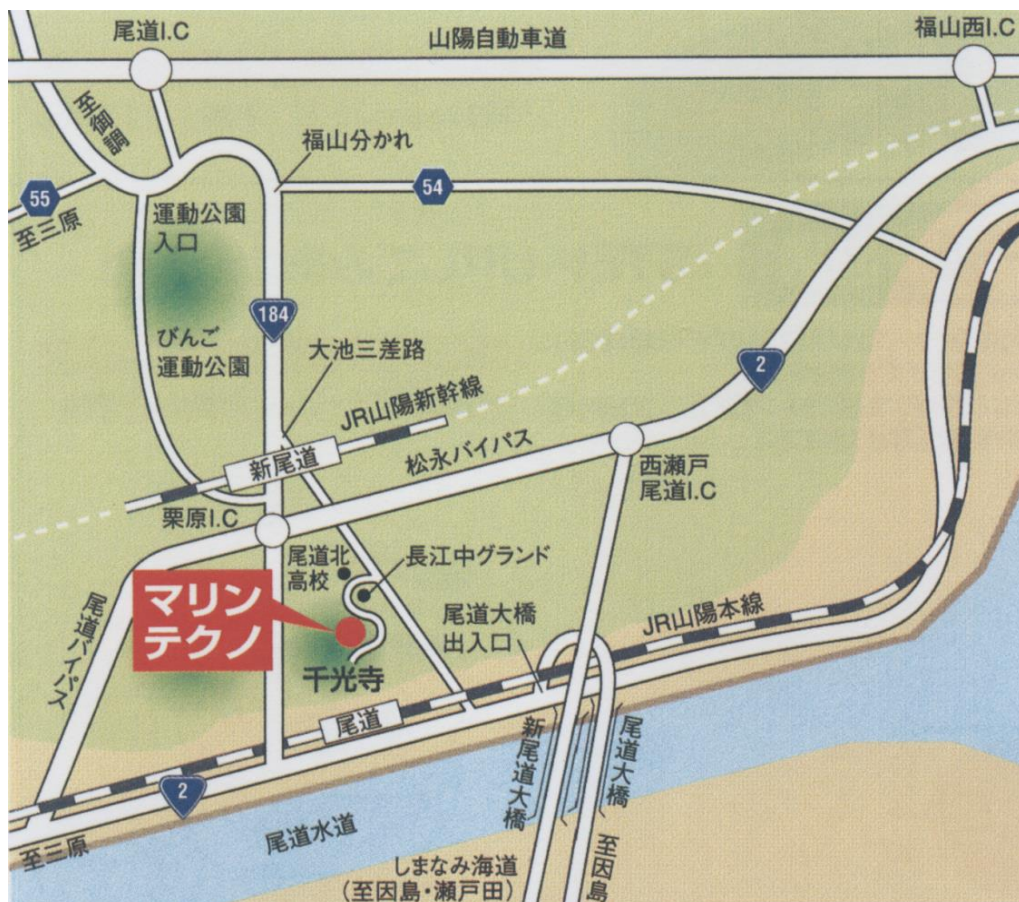 尾道I.C
山陽自動車道
福山西I.C
至御調
福山分かれ
55
54
至三原
運動公園
入口
184
びんご
運動公園
大池三差路
2
JR山陽新幹線
新尾道
松永バイパス
西瀬戸
尾道I.C
栗原I.C
尾道北
高校
長江中グランド
マリン
テクノ
尾道大橋
出入口
JR山陽本線
尾道バイパス
千光寺
尾道
新尾道大橋
尾道大橋
2
尾道水道
至三原
しまなみ海道
(至因島・瀬戸田)
至因島